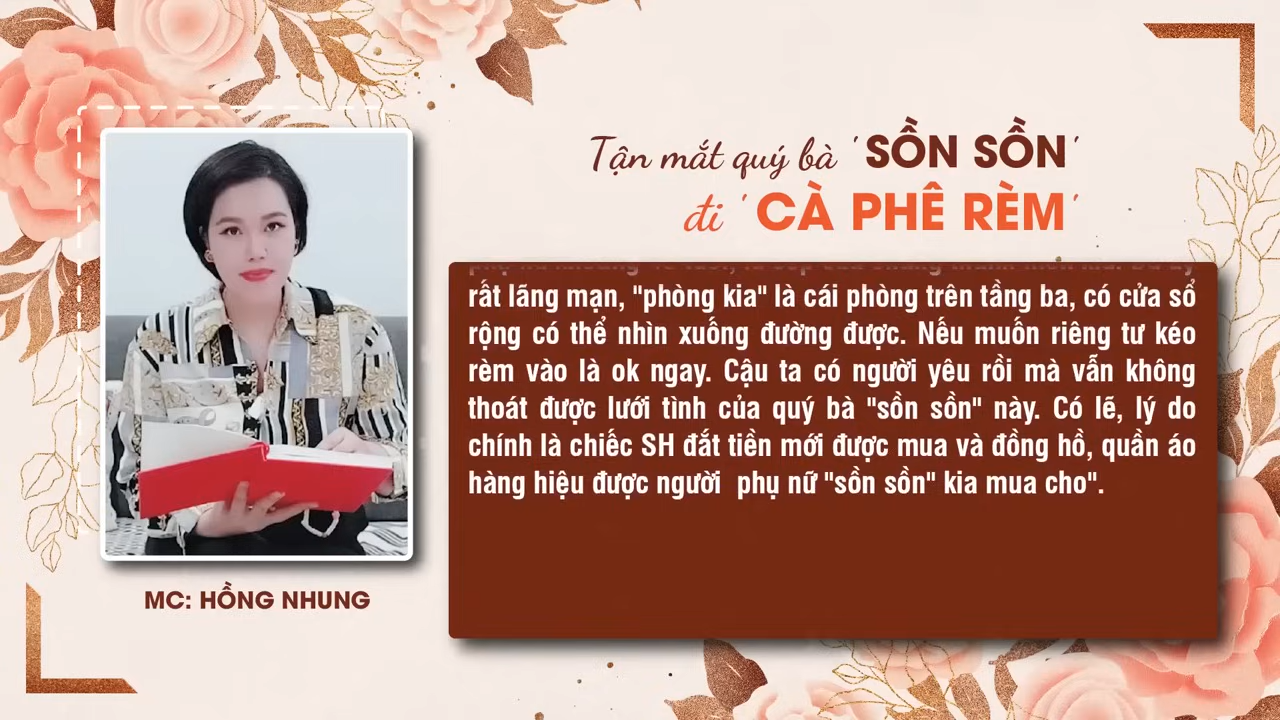 Tận mắt quý bà 'SỒN SỒN'
đi 'CÀ PHÊ RÈM'
rất lãng mạn, "phòng kia" là cái phòng trên tầng ba, có cửa sổ
rộng có thể nhìn xuống đường được. Nếu muốn riêng tư kéo
rèm vào là ok ngay. Cậu ta có người yêu rồi mà vẫn không
thoát được lưới tình của quý bà "sồn sồn" này. Có lẽ, lý do
chính là chiếc SH đắt tiền mới được mua và đồng hồ, quần áo
hàng hiệu được người phụ nữ "sồn sồn" kia mua cho".
MC: HỒNG NHUNG